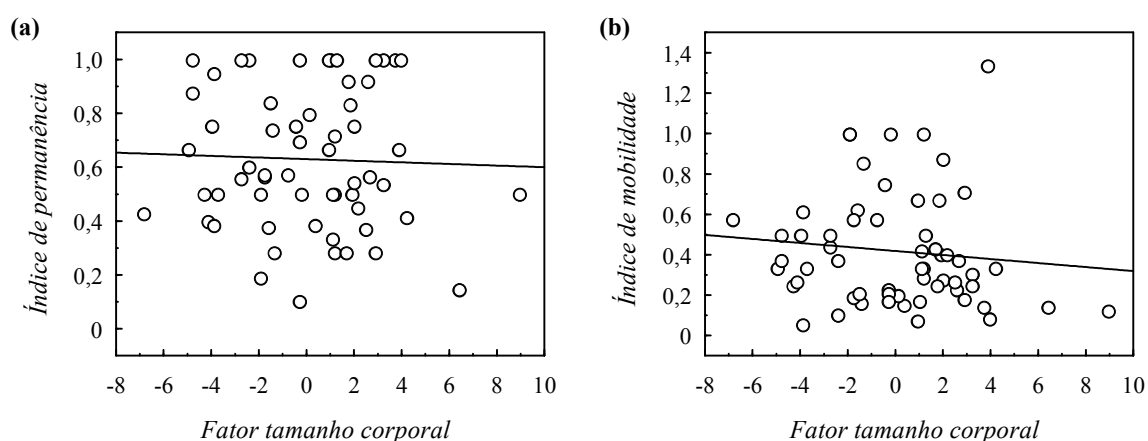 (a)
Índice de permanência
1,0
0,8
0,6
0,4
0,2
0
-8 -6 -4 -2 0 2 4 6 8 10
Fator tamanho corporal
(b)
Índice de mobilidade
1,4
1,2
1,0
0,8
0,6
0,4
0,2
0
-8 -6 -4 -2 0 2 4 6 8 10
Fator tamanho corporal